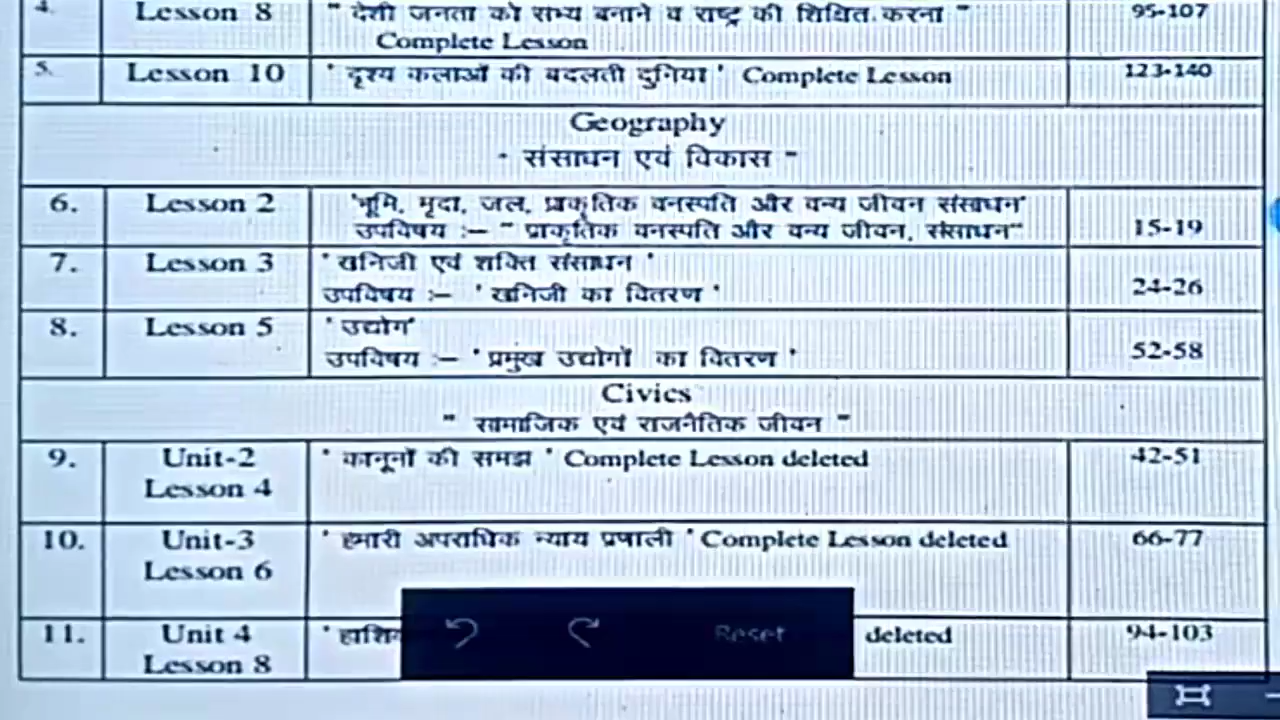 4. Lesson 8 " देशी जनता को सभ्य बनाने व राष्ट्र की शिक्षित करना " 95-107
Complete Lesson
5. Lesson 10 ' दृश्य कलाओं की बदलती दुनिया ' Complete Lesson 123-140
Geography
- संसाधन एवं विकास -
6. Lesson 2 'भूमि, मृदा, जल, प्राकृतिक वनस्पति और वन्य जीवन संसाधन'
उपविषय :– " प्राकृतिक वनस्पति और वन्य जीवन, संसाधन" 15-19
7. Lesson 3 ' खनिजी एवं शक्ति संसाधन '
उपविषय :– ' खनिजी का वितरण ' 24-26
8. Lesson 5 ' उद्योग'
उपविषय :– ' प्रमुख उद्योगों का वितरण ' 52-58
Civics
" सामाजिक एवं राजनैतिक जीवन "
9. Unit-2 ' कानूनों की समझ ' Complete Lesson deleted 42-51
Lesson 4
10. Unit-3 ' हमारी अपराधिक न्याय प्रणाली ' Complete Lesson deleted 66-77
Lesson 6
11. Unit 4 Reset deleted 94-103
Lesson 8